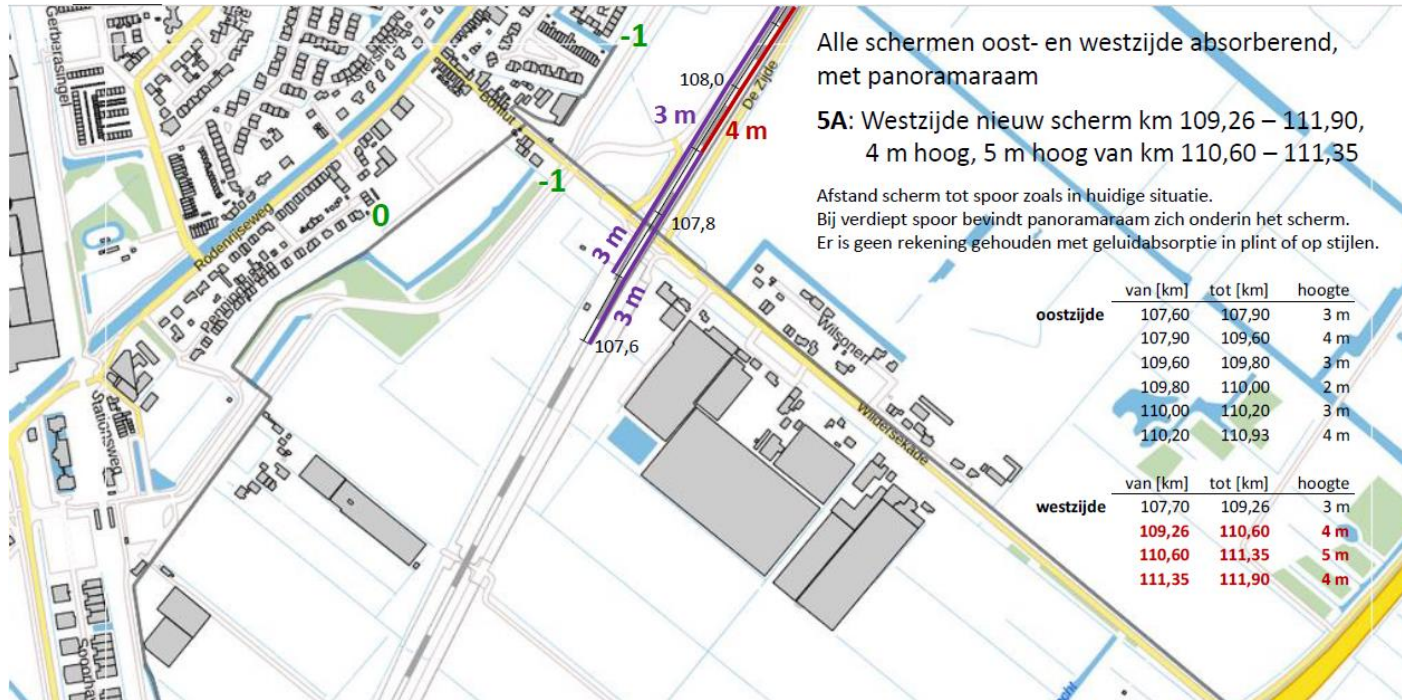 Alle schermen oost- en westzijde absorberend,
met panoramaraam
5A: Westzijde nieuw scherm km 109,26 – 111,90,
4 m hoog, 5 m hoog van km 110,60 – 111,35
Afstand scherm tot spoor zoals in huidige situatie.
Bij verdiept spoor bevindt panoramaraam zich onderin het scherm.
Er is geen rekening gehouden met geluidabsorptie in plint of op stijlen.
van [km] tot [km] hoogte
oostzijde 107,60 107,90 3 m
107,90 109,60 4 m
109,60 109,80 3 m
109,80 110,00 2 m
110,00 110,20 3 m
110,20 110,93 4 m
van [km] tot [km] hoogte
westzijde 107,70 109,26 3 m
109,26 110,60 4 m
110,60 111,35 5 m
111,35 111,90 4 m
Gerberasingel
-1
108,0
3 m
4 m
De Zijde
Bonfut
-1
0
107,8
3 m
3 m
107,6
Rodenrijseweg
Wilsonerf
Wildersekade
Stationsweg